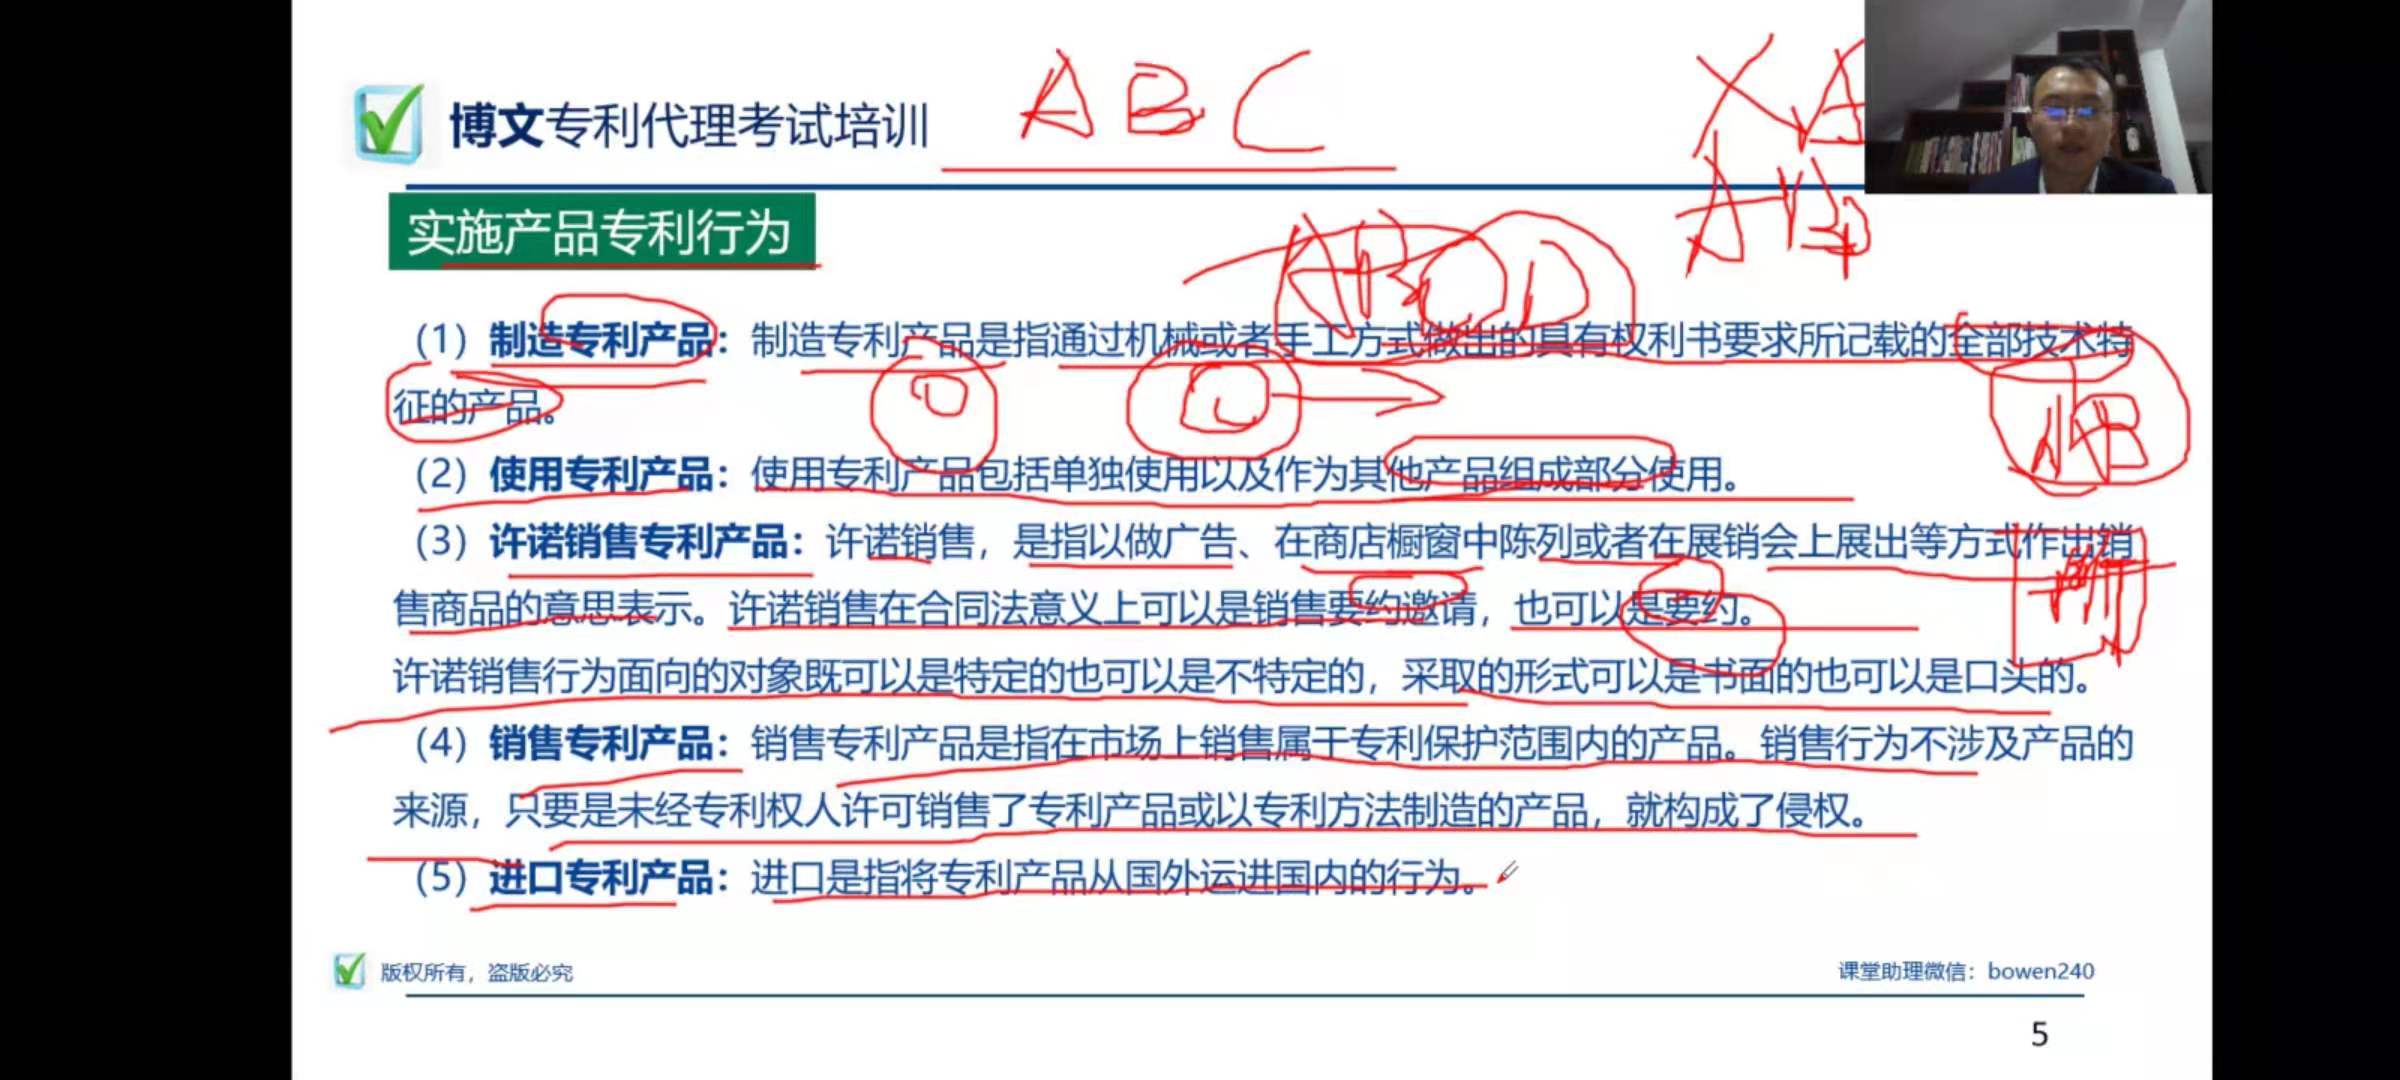 博文专利代理考试培训
A B C
X A
A B
实施产品专利行为
(1) 制造专利产品：制造专利产品是指通过机械或者手工方式做出的具有权利书要求所记载的全部技术特
征的产品。
(2) 使用专利产品：使用专利产品包括单独使用以及作为其他产品组成部分使用。
(3) 许诺销售专利产品：许诺销售，是指以做广告、在商店橱窗中陈列或者在展销会上展出等方式作出销
售商品的意思表示。许诺销售在合同法意义上可以是销售要约邀请，也可以是要约。
许诺销售行为面向的对象既可以是特定的也可以是不特定的，采取的形式可以是书面的也可以是口头的。
(4) 销售专利产品：销售专利产品是指在市场上销售属于专利保护范围内的产品。销售行为不涉及产品的
来源，只要是未经专利权人许可销售了专利产品或以专利方法制造的产品，就构成了侵权。
(5) 进口专利产品：进口是指将专利产品从国外运进国内的行为。
版权所有，盗版必究
课堂助理微信：bowen240
5